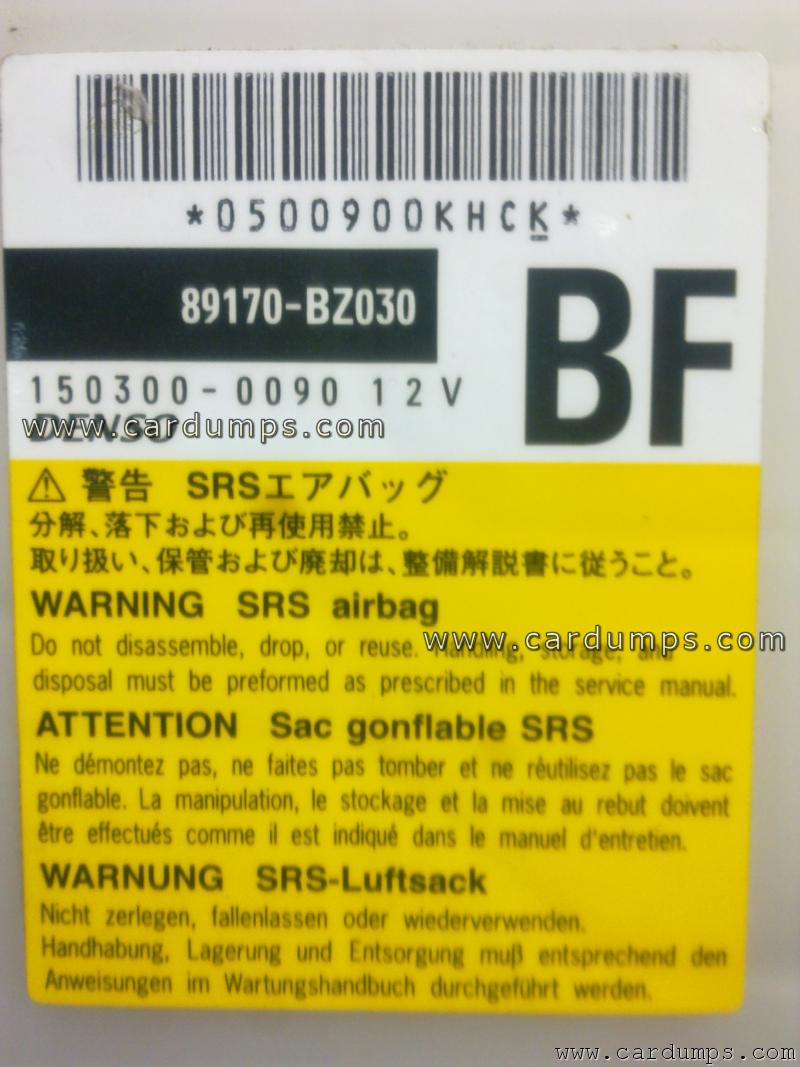 *0500900KHCK*
89170-BZ030
BF
150300-0090 12V
DENSO
www.cardumps.com
⚠ 警告 SRSエアバッグ
分解、落下および再使用禁止。
取り扱い、保管および廃却は、整備解説書に従うこと。
WARNING SRS airbag
Do not disassemble, drop, or reuse. Handling, storage, and
www.cardumps.com
disposal must be preformed as prescribed in the service manual.
ATTENTION Sac gonflable SRS
Ne démontez pas, ne faites pas tomber et ne réutilisez pas le sac
gonflable. La manipulation, le stockage et la mise au rebut doivent
être effectués comme il est indiqué dans le manuel d'entretien.
WARNUNG SRS-Luftsack
Nicht zerlegen, fallenlassen oder wiederverwenden.
Handhabung, Lagerung und Entsorgung muß entsprechend den
Anweisungen im Wartungshandbuch durchgeführt werden.
www.cardumps.com